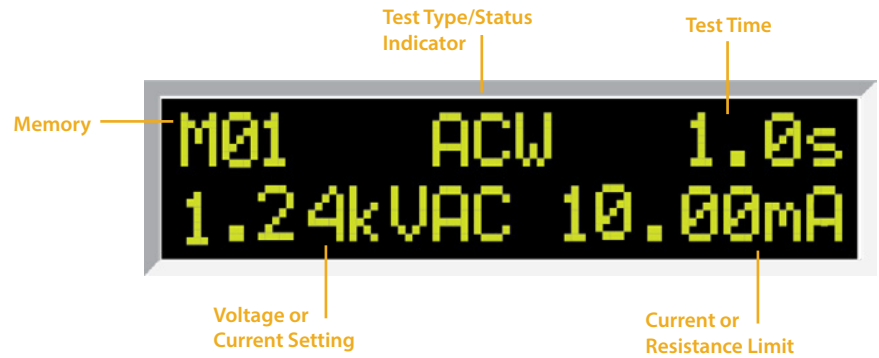 Test Type/Status
Indicator
Test Time
Memory
M01 ACW 1.0s
1.24kVAC 10.00mA
Voltage or
Current Setting
Current or
Resistance Limit